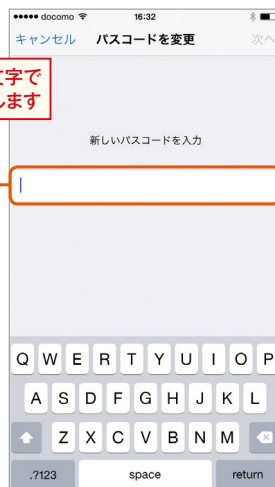 docomo 16:32
キャンセル パスコードを変更 次へ
文字で
します
新しいパスコードを入力
Q W E R T Y U I O P
A S D F G H J K L
Z X C V B N M
.?123 space return